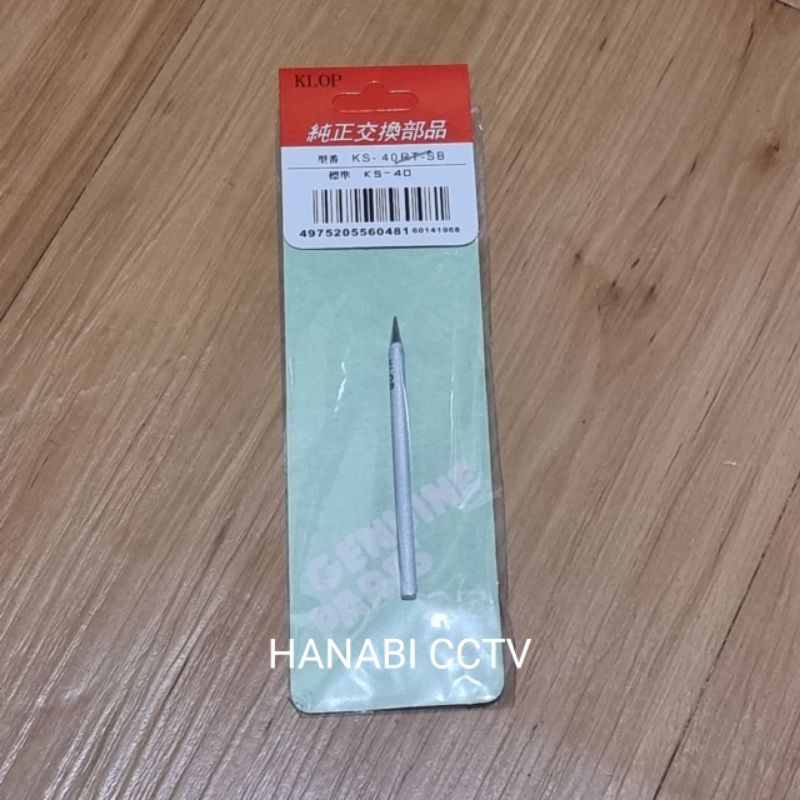 KLOP
純正交換部品
型番 KS-40RT-SB
標準 KS-40
4975205560481 60141968
GENUINE
PARTS
HANABI CCTV